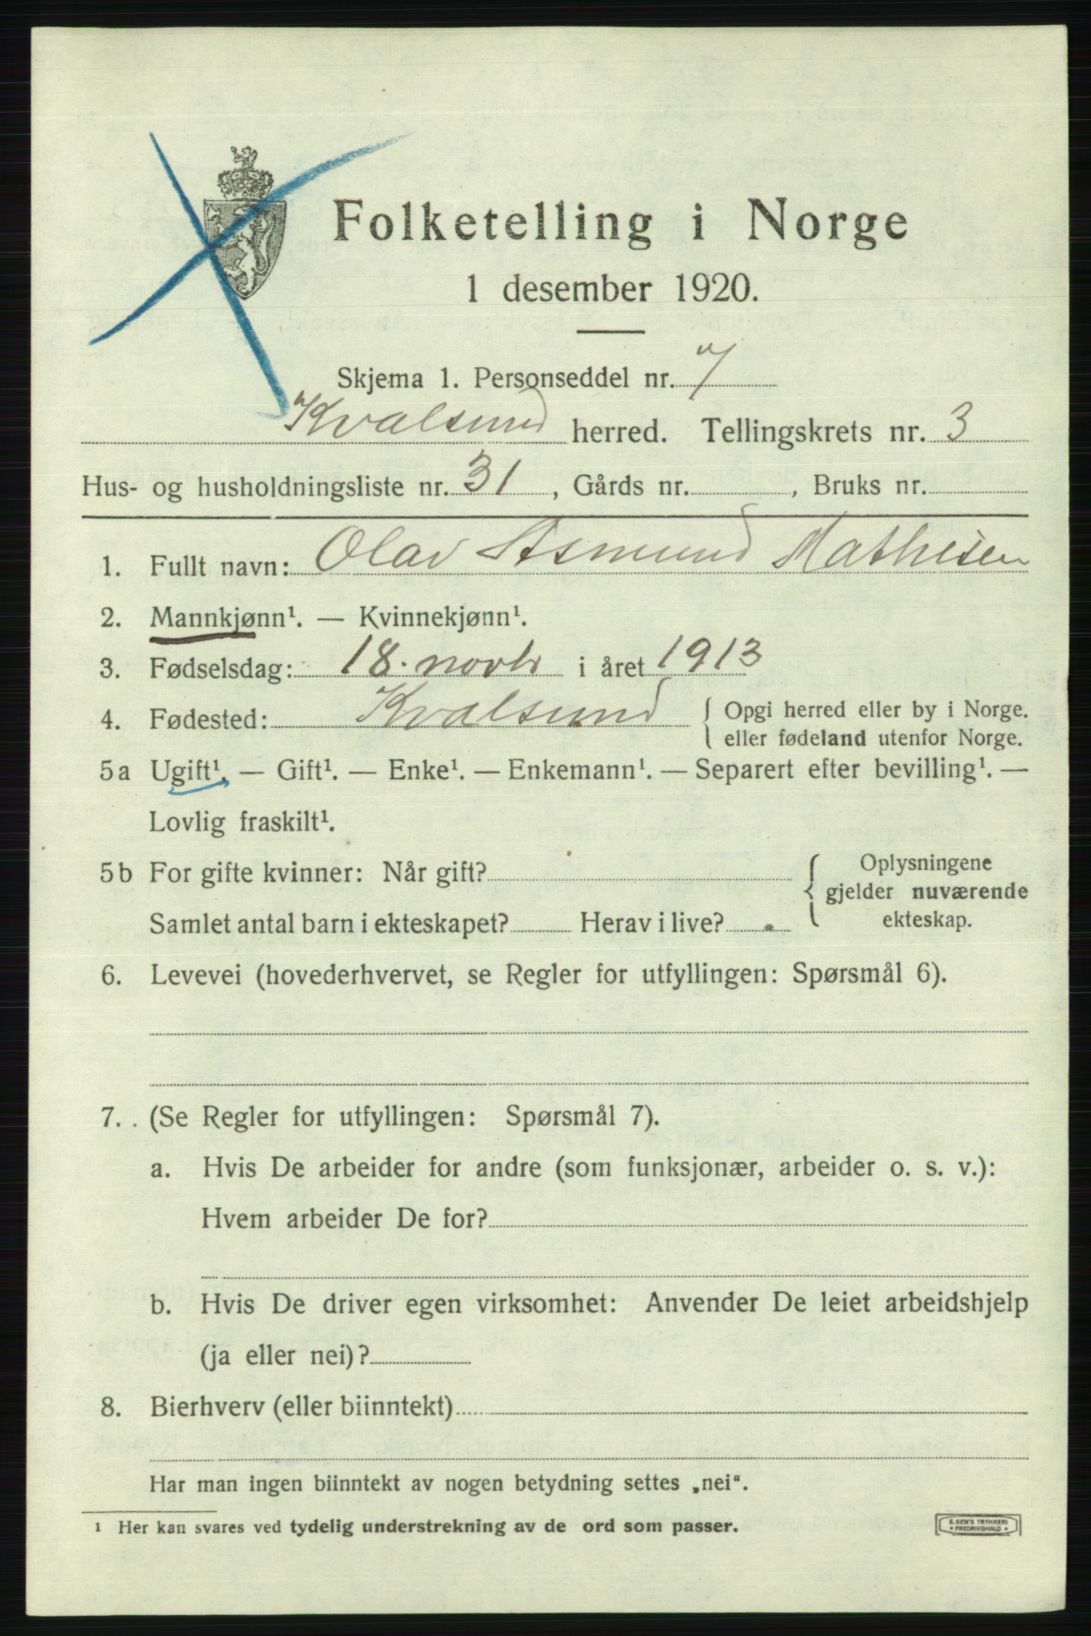 Folketelling i Norge
1 desember 1920.
Skjema 1. Personseddel nr. 7
Kvalsund herred. Tellingskrets nr. 3
Hus- og husholdningsliste nr. 31, Gårds nr. , Bruks nr.
1. Fullt navn: Olav Asmund Mathisen
2. Mannkjønn¹. — Kvinnekjønn¹.
3. Fødselsdag: 18. novbr i året 1913
4. Fødested: Kvalsund { Opgi herred eller by i Norge.
eller fødeland utenfor Norge.
5a Ugift¹. — Gift¹. — Enke¹. — Enkemann¹. — Separert efter bevilling¹. —
Lovlig fraskilt¹.
5b For gifte kvinner: Når gift? { Oplysningene
gjelder nuværende
Samlet antal barn i ekteskapet? Herav i live? ekteskap.
6. Levevei (hovederhvervet, se Regler for utfyllingen: Spørsmål 6).
7. . (Se Regler for utfyllingen: Spørsmål 7).
a. Hvis De arbeider for andre (som funksjonær, arbeider o. s. v.):
Hvem arbeider De for?
b. Hvis De driver egen virksomhet: Anvender De leiet arbeidshjelp
(ja eller nei)?
8. Bierhverv (eller biinntekt)
Har man ingen biinntekt av nogen betydning settes „nei“.
¹ Her kan svares ved tydelig understrekning av de ord som passer.
E. SEM'S TRYKKERI
• FREDRIKSHALD •